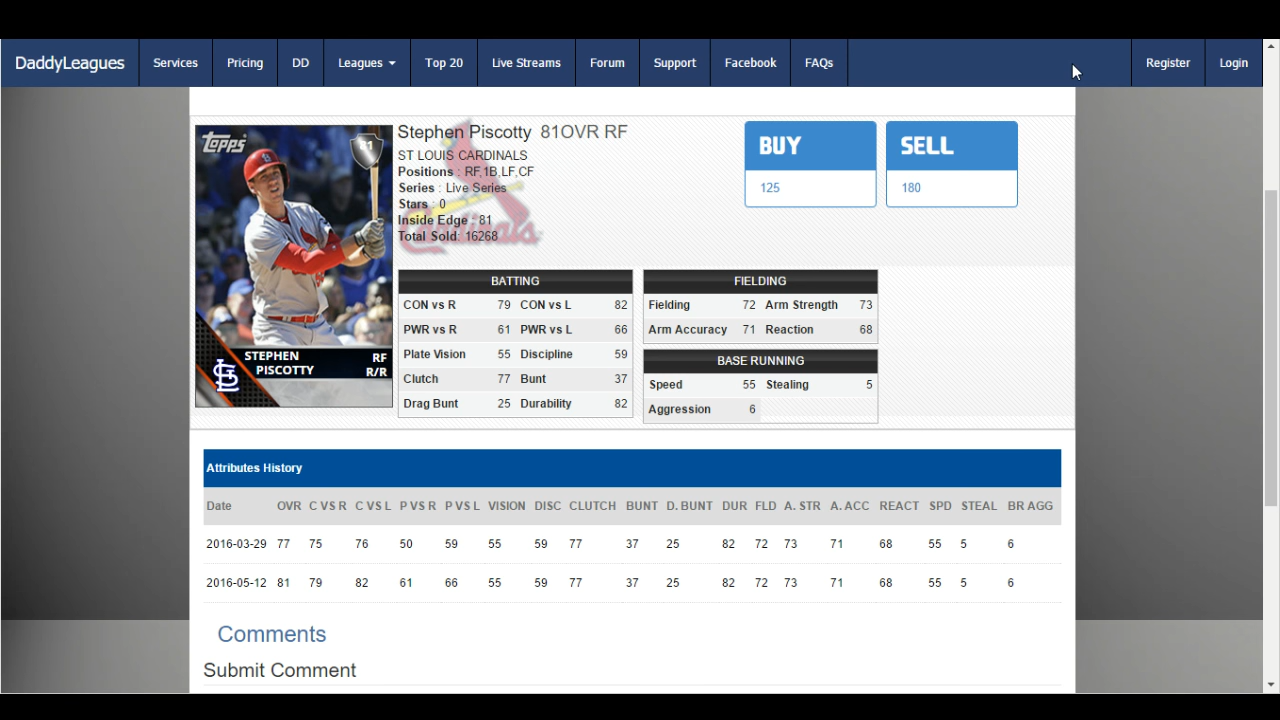 DaddyLeagues Services Pricing DD Leagues Top 20 Live Streams Forum Support Facebook FAQs Register Login
topps 81
STEPHEN RF
PISCOTTY R/R
Stephen Piscotty 81OVR RF
ST LOUIS CARDINALS
Positions : RF,1B,LF,CF
Series : Live Series
Stars : 0
Inside Edge : 81
Total Sold: 16268
Cardinals
BUY
125
SELL
180
BATTING
CON vs R 79 CON vs L 82
PWR vs R 61 PWR vs L 66
Plate Vision 55 Discipline 59
Clutch 77 Bunt 37
Drag Bunt 25 Durability 82
FIELDING
Fielding 72 Arm Strength 73
Arm Accuracy 71 Reaction 68
BASE RUNNING
Speed 55 Stealing 5
Aggression 6
Attributes History
Date OVR C VS R C VS L P VS R P VS L VISION DISC CLUTCH BUNT D. BUNT DUR FLD A. STR A. ACC REACT SPD STEAL BR AGG
2016-03-29 77 75 76 50 59 55 59 77 37 25 82 72 73 71 68 55 5 6
2016-05-12 81 79 82 61 66 55 59 77 37 25 82 72 73 71 68 55 5 6
Comments
Submit Comment